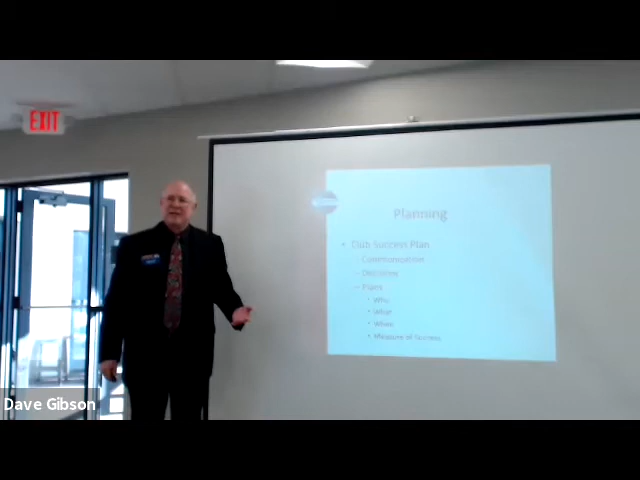 EXIT
Planning
• Club Success Plan
– Communication
– Discipline
– Plans
• Who
• What
• When
• Measure of Success
Dave Gibson